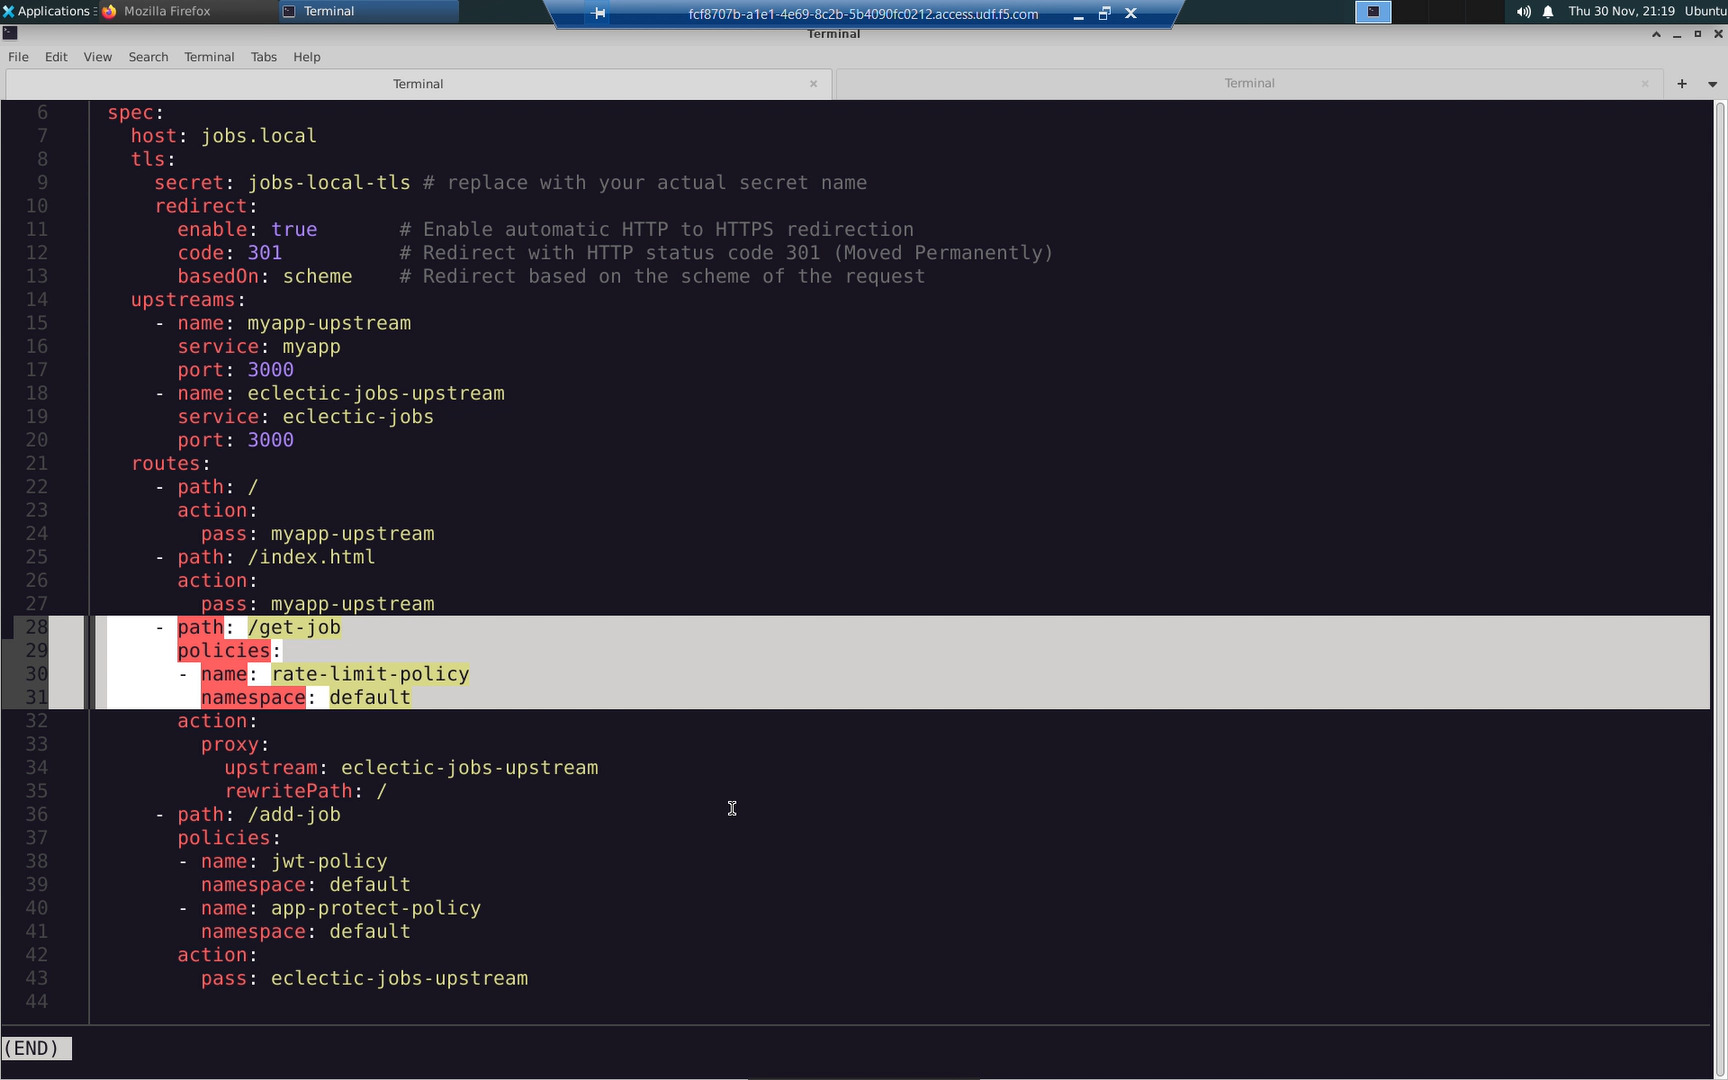 Applications
Mozilla Firefox
Terminal
fcf8707b-a1e1-4e69-8c2b-5b4090fc0212.access.udf.f5.com
Thu 30 Nov, 21:19 Ubuntu
Terminal
File Edit View Search Terminal Tabs Help
Terminal
Terminal
6 spec:
7 host: jobs.local
8 tls:
9 secret: jobs-local-tls # replace with your actual secret name
10 redirect:
11 enable: true # Enable automatic HTTP to HTTPS redirection
12 code: 301 # Redirect with HTTP status code 301 (Moved Permanently)
13 basedOn: scheme # Redirect based on the scheme of the request
14 upstreams:
15 - name: myapp-upstream
16 service: myapp
17 port: 3000
18 - name: eclectic-jobs-upstream
19 service: eclectic-jobs
20 port: 3000
21 routes:
22 - path: /
23 action:
24 pass: myapp-upstream
25 - path: /index.html
26 action:
27 pass: myapp-upstream
28 - path: /get-job
29 policies:
30 - name: rate-limit-policy
31 namespace: default
32 action:
33 proxy:
34 upstream: eclectic-jobs-upstream
35 rewritePath: /
36 - path: /add-job
37 policies:
38 - name: jwt-policy
39 namespace: default
40 - name: app-protect-policy
41 namespace: default
42 action:
43 pass: eclectic-jobs-upstream
44
(END)